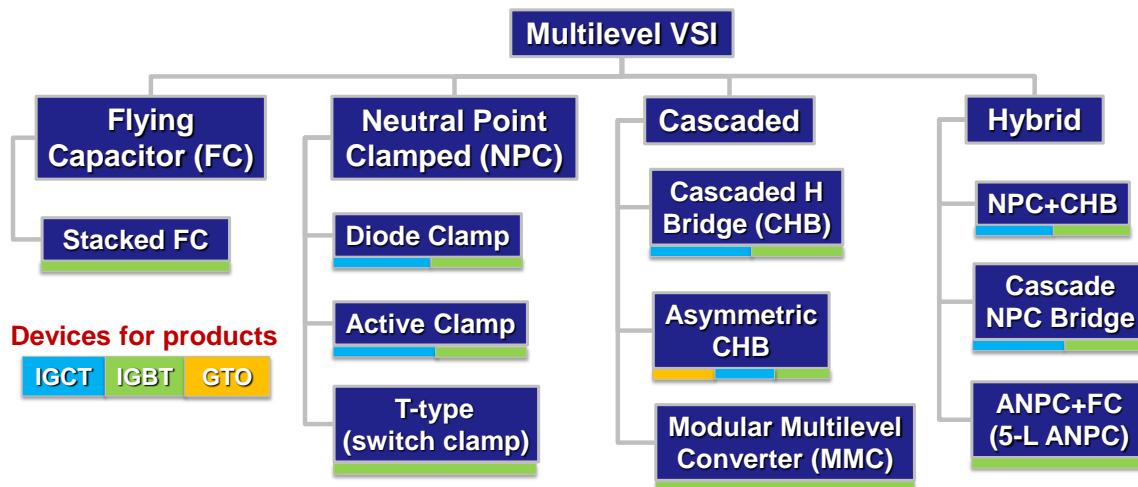 Multilevel VSI
Flying
Capacitor (FC)
Stacked FC
Neutral Point
Clamped (NPC)
Diode Clamp
Active Clamp
T-type
(switch clamp)
Cascaded
Cascaded H
Bridge (CHB)
Asymmetric
CHB
Modular Multilevel
Converter (MMC)
Hybrid
NPC+CHB
Cascade
NPC Bridge
ANPC+FC
(5-L ANPC)
Devices for products
IGCT IGBT GTO